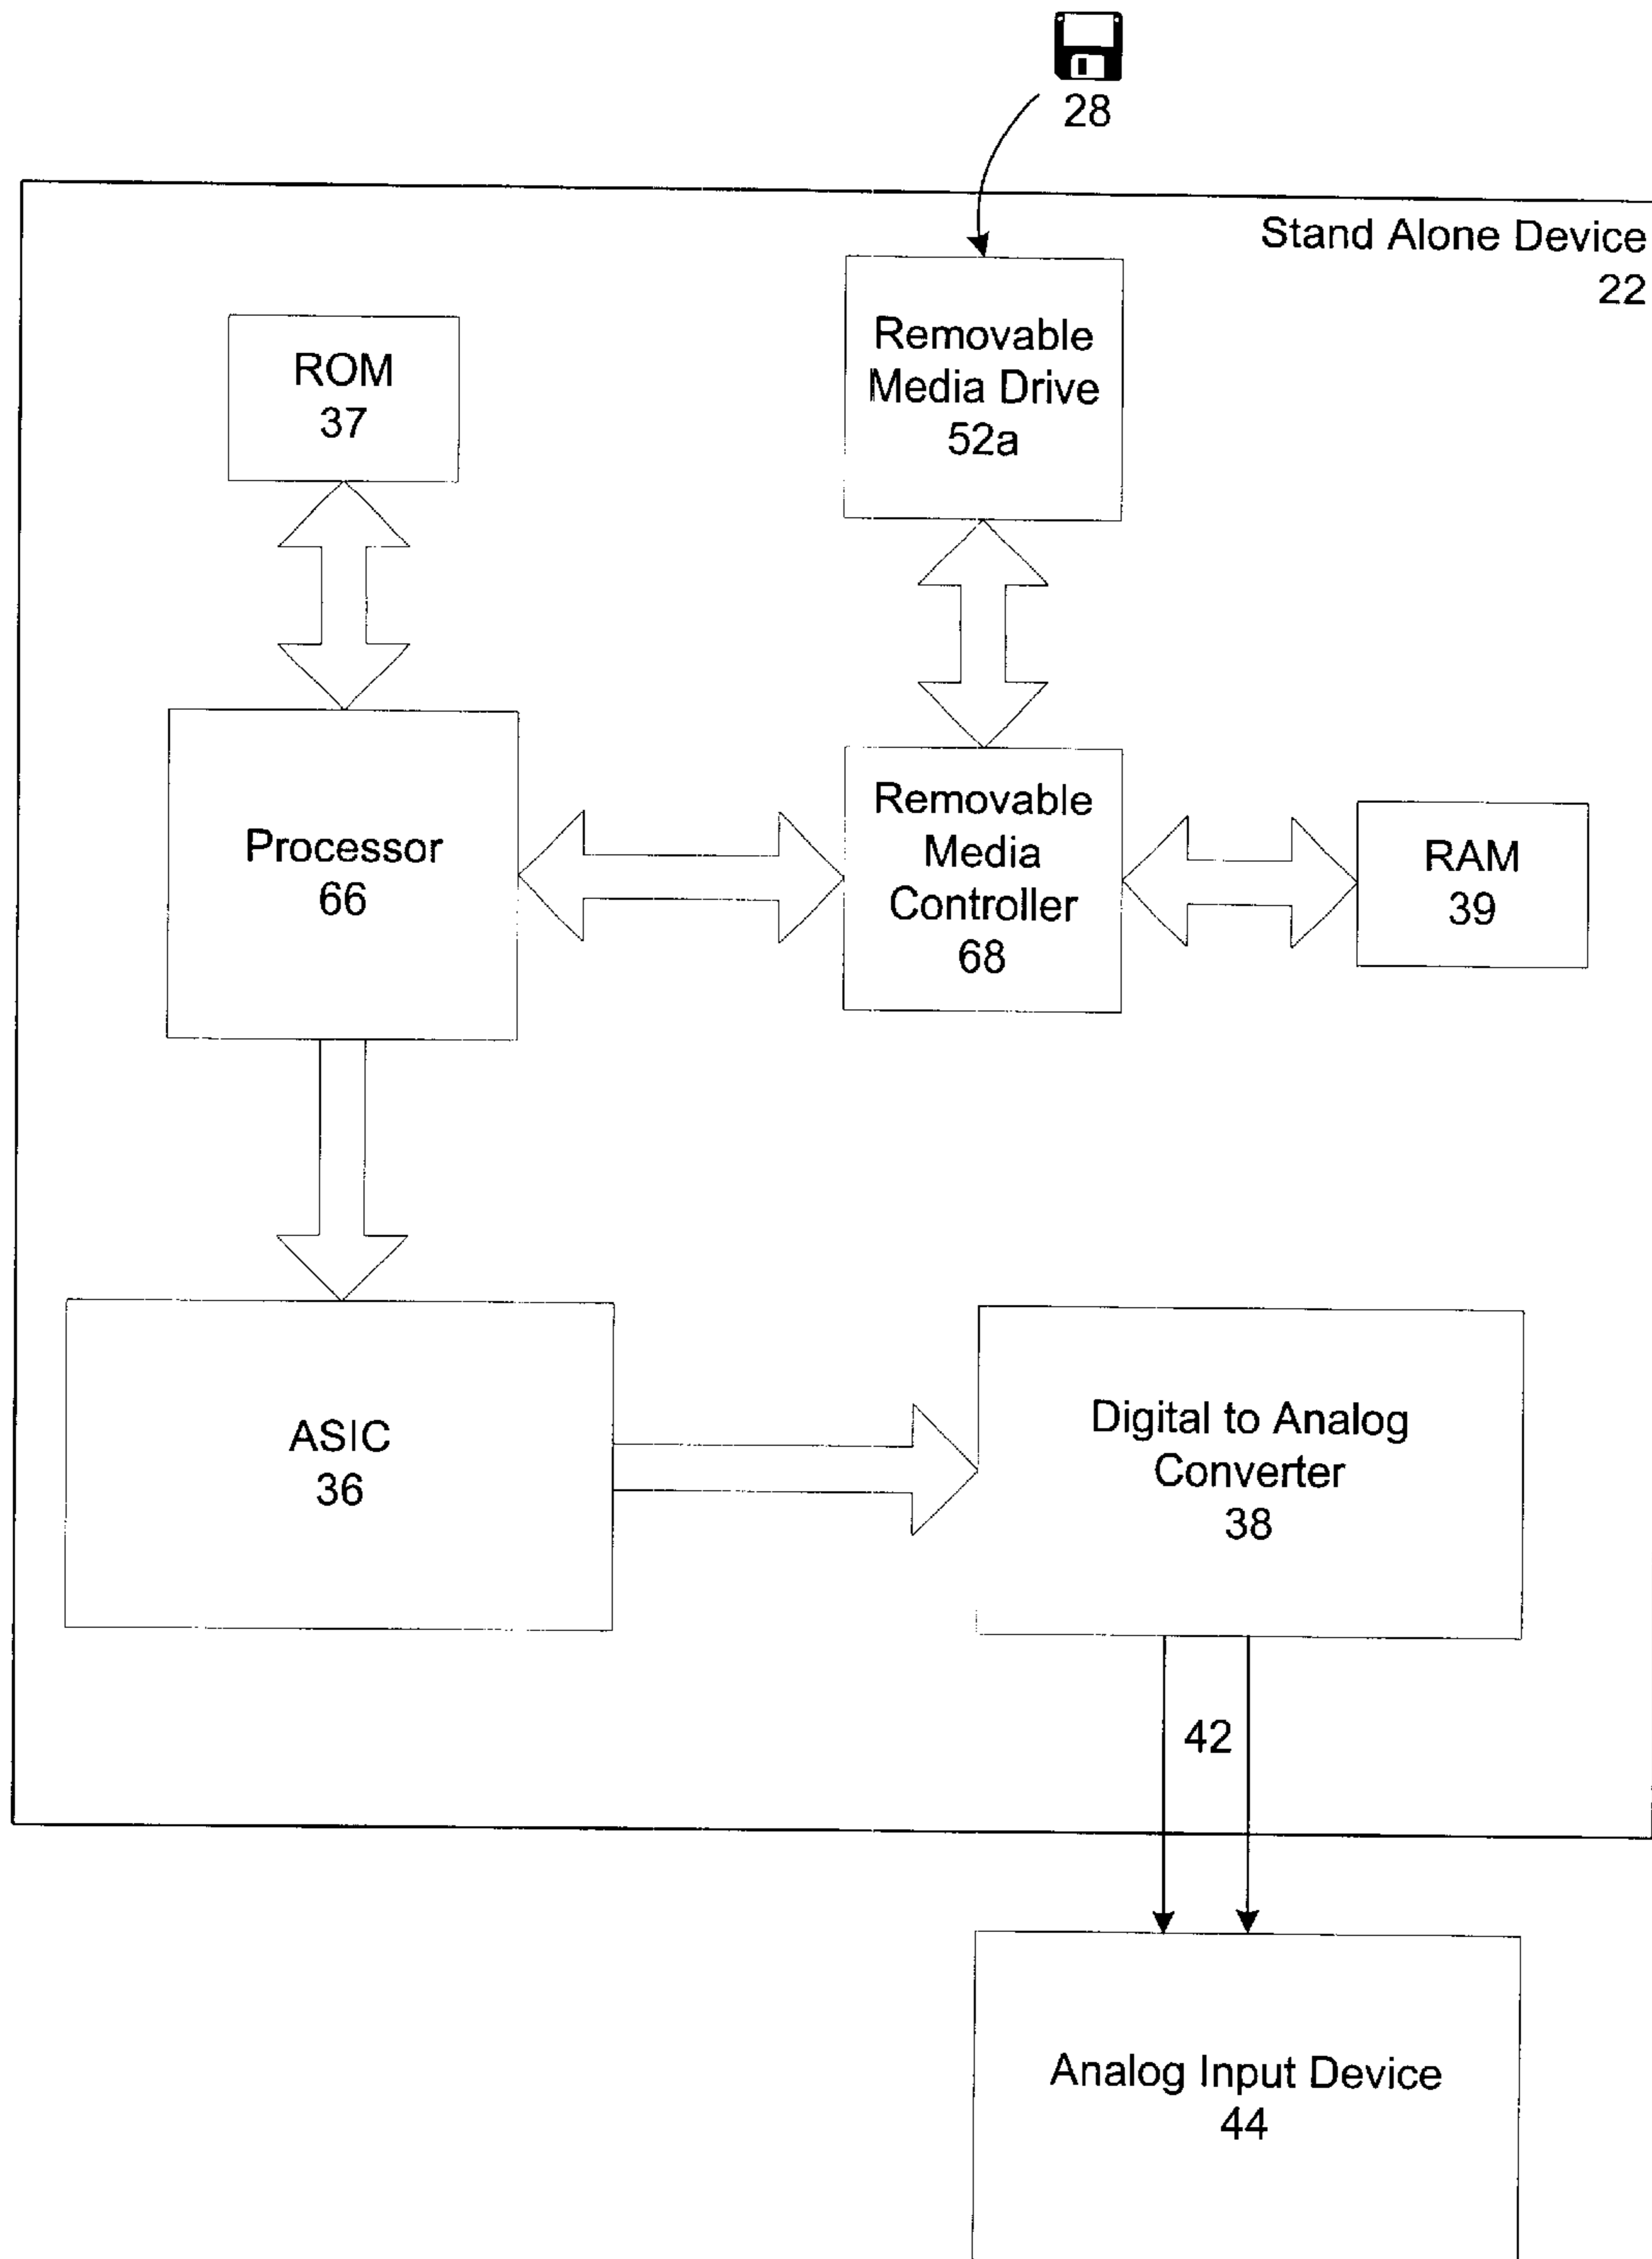 28
Stand Alone Device
22
Removable
Media Drive
52a
ROM
37
Removable
Media
Controller
68
Processor
66
RAM
39
ASIC
36
Digital to Analog
Converter
38
42
Analog Input Device
44